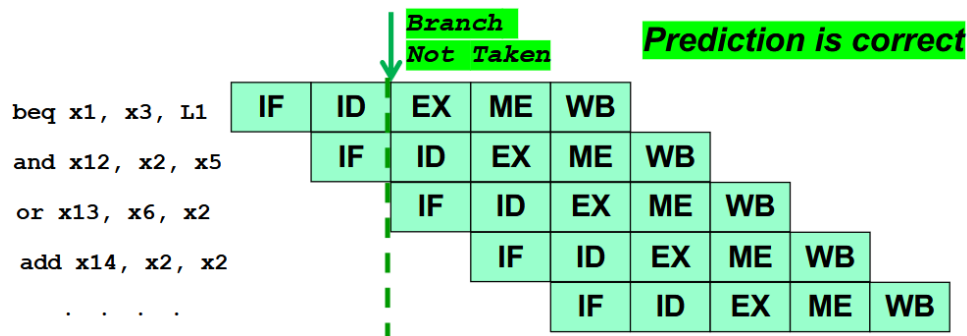 Branch
Not Taken
Prediction is correct
beq x1, x3, L1 IF ID EX ME WB
and x12, x2, x5 IF ID EX ME WB
or x13, x6, x2 IF ID EX ME WB
add x14, x2, x2 IF ID EX ME WB
. . . . IF ID EX ME WB